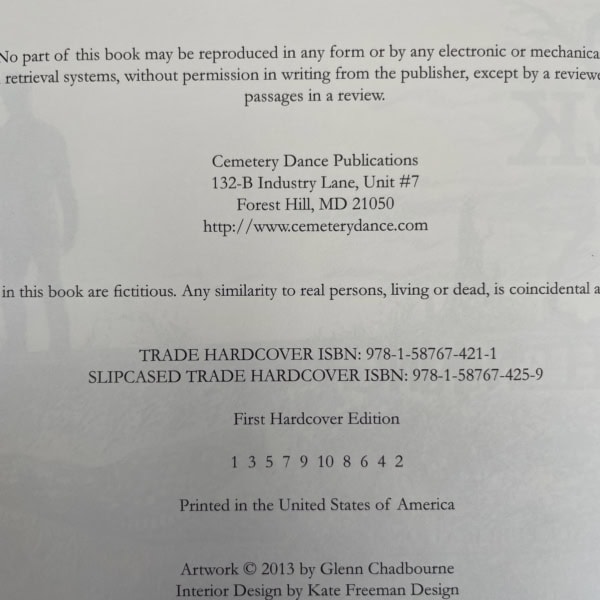 No part of this book may be reproduced in any form or by any electronic or mechanica
retrieval systems, without permission in writing from the publisher, except by a reviewe
passages in a review.
Cemetery Dance Publications
132-B Industry Lane, Unit #7
Forest Hill, MD 21050
http://www.cemeterydance.com
in this book are fictitious. Any similarity to real persons, living or dead, is coincidental a
TRADE HARDCOVER ISBN: 978-1-58767-421-1
SLIPCASED TRADE HARDCOVER ISBN: 978-1-58767-425-9
First Hardcover Edition
1 3 5 7 9 10 8 6 4 2
Printed in the United States of America
Artwork © 2013 by Glenn Chadbourne
Interior Design by Kate Freeman Design